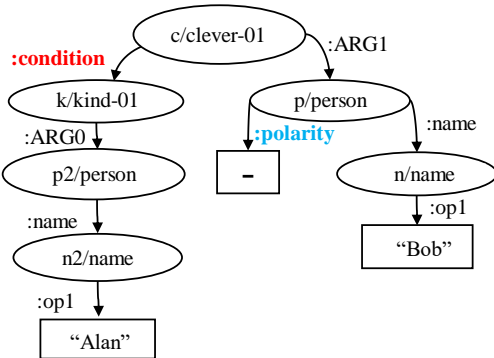 c/clever-01
:condition
:ARG1
k/kind-01
p/person
:ARG0
:polarity
:name
p2/person
-
n/name
:name
:op1
n2/name
“Bob”
:op1
“Alan”